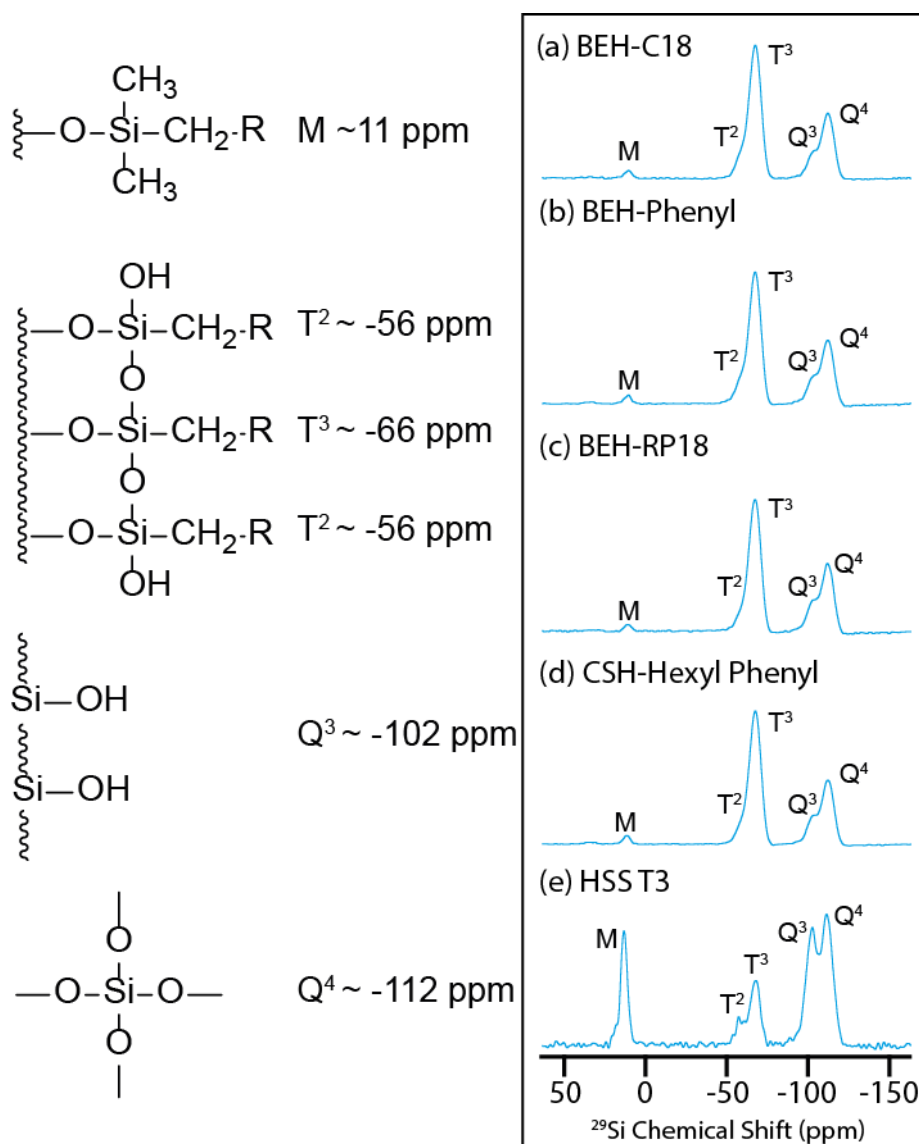 CH₃
O-Si-CH₂-R M ~11 ppm
CH₃
OH
O-Si-CH₂-R T² ~ -56 ppm
O
O-Si-CH₂-R T³ ~ -66 ppm
O
O-Si-CH₂-R T² ~ -56 ppm
OH
Si-OH
Q³ ~ -102 ppm
Si-OH
O
O-Si-O Q⁴ ~ -112 ppm
O
(a) BEH-C18
M T² T³ Q³ Q⁴
(b) BEH-Phenyl
M T² T³ Q³ Q⁴
(c) BEH-RP18
M T² T³ Q³ Q⁴
(d) CSH-Hexyl Phenyl
M T² T³ Q³ Q⁴
(e) HSS T3
M T² T³ Q³ Q⁴
50 0 -50 -100 -150
²⁹Si Chemical Shift (ppm)